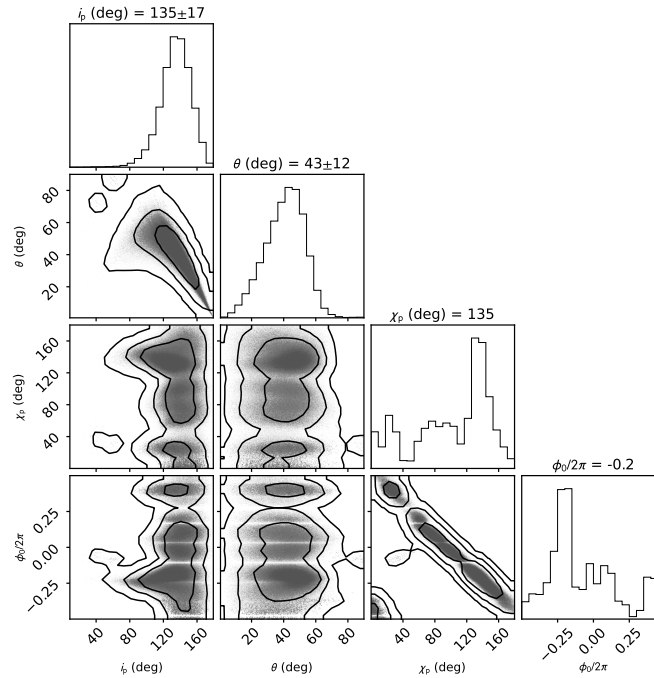 i_p (deg) = 135±17
θ (deg) = 43±12
80
60
40
20
θ (deg)
χ_p (deg) = 135
160
120
80
40
χ_p (deg)
ϕ_0/2π = -0.2
0.25
0.00
−0.25
ϕ_0/2π
40 80 120 160
20 40 60 80
40 80 120 160
−0.25 0.00 0.25
i_p (deg)
θ (deg)
χ_p (deg)
ϕ_0/2π